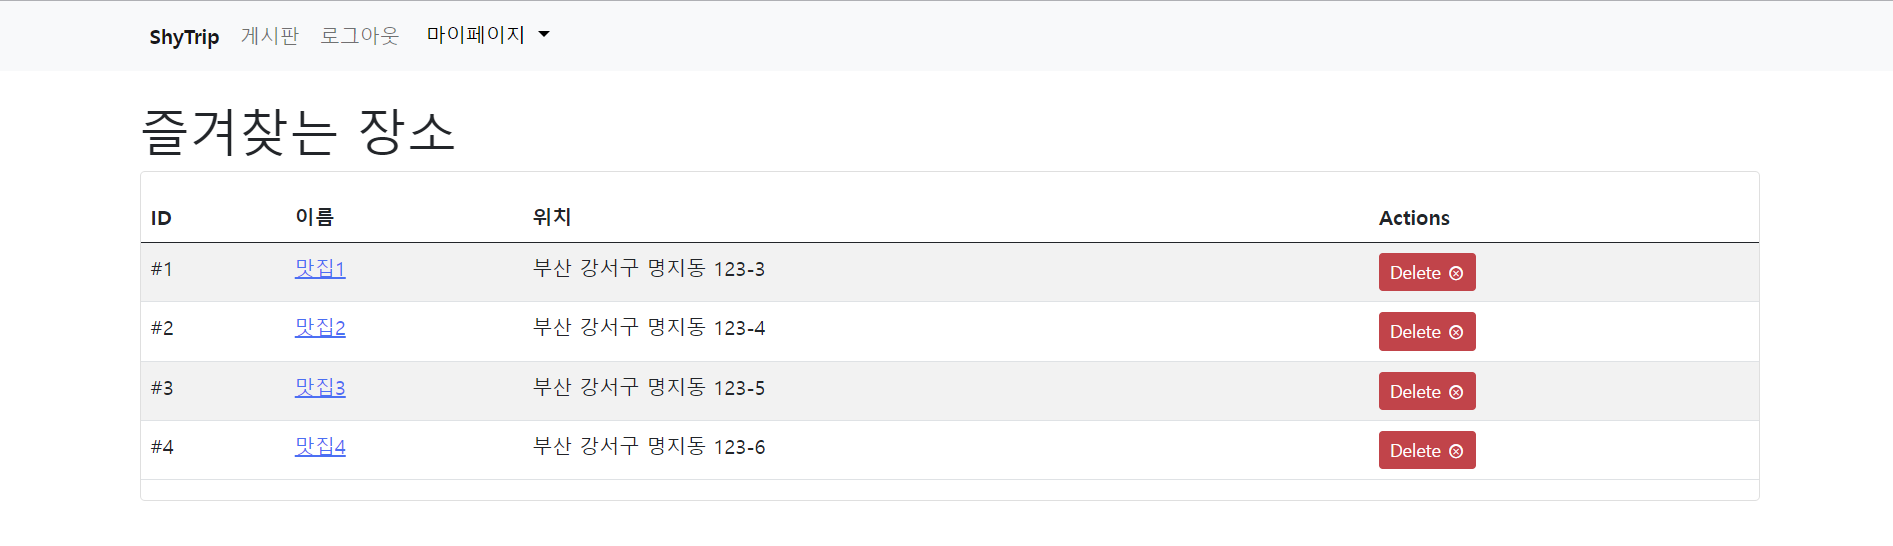 ShyTrip 게시판 로그아웃 마이페이지
즐겨찾는 장소
ID 이름 위치 Actions
#1 맛집1 부산 강서구 명지동 123-3 Delete
#2 맛집2 부산 강서구 명지동 123-4 Delete
#3 맛집3 부산 강서구 명지동 123-5 Delete
#4 맛집4 부산 강서구 명지동 123-6 Delete